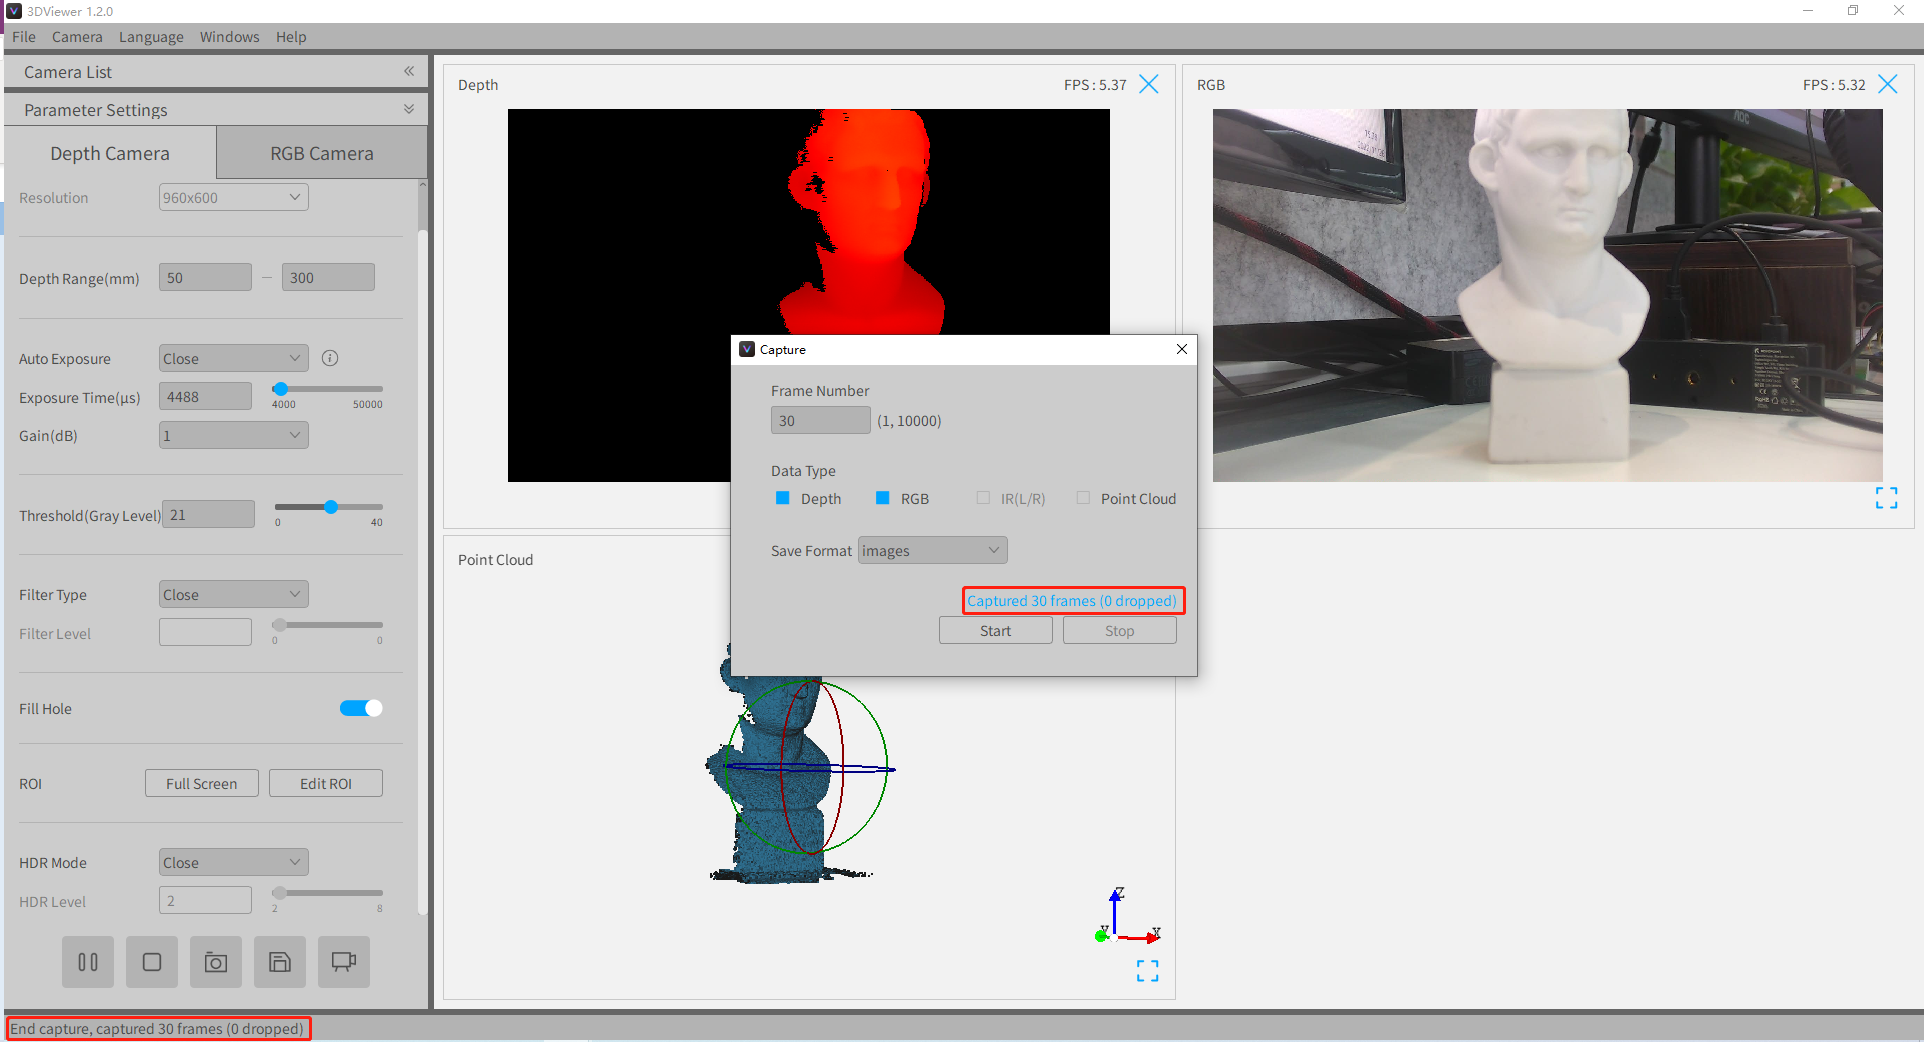 3DViewer 1.2.0
File Camera Language Windows Help
Camera List
Parameter Settings
Depth Camera RGB Camera
Resolution 960x600
Depth Range(mm) 50 — 300
Auto Exposure Close
Exposure Time(μs) 4488
4000 50000
Gain(dB) 1
Threshold(Gray Level) 21
0 40
Filter Type Close
Filter Level
0 0
Fill Hole
ROI Full Screen Edit ROI
HDR Mode Close
HDR Level 2
2 8
Depth FPS : 5.37
RGB FPS : 5.32
AOC
Capture
Frame Number
30 (1, 10000)
Data Type
Depth RGB IR(L/R) Point Cloud
Save Format images
Captured 30 frames (0 dropped)
Start Stop
Point Cloud
Z
Y X
End capture, captured 30 frames (0 dropped)